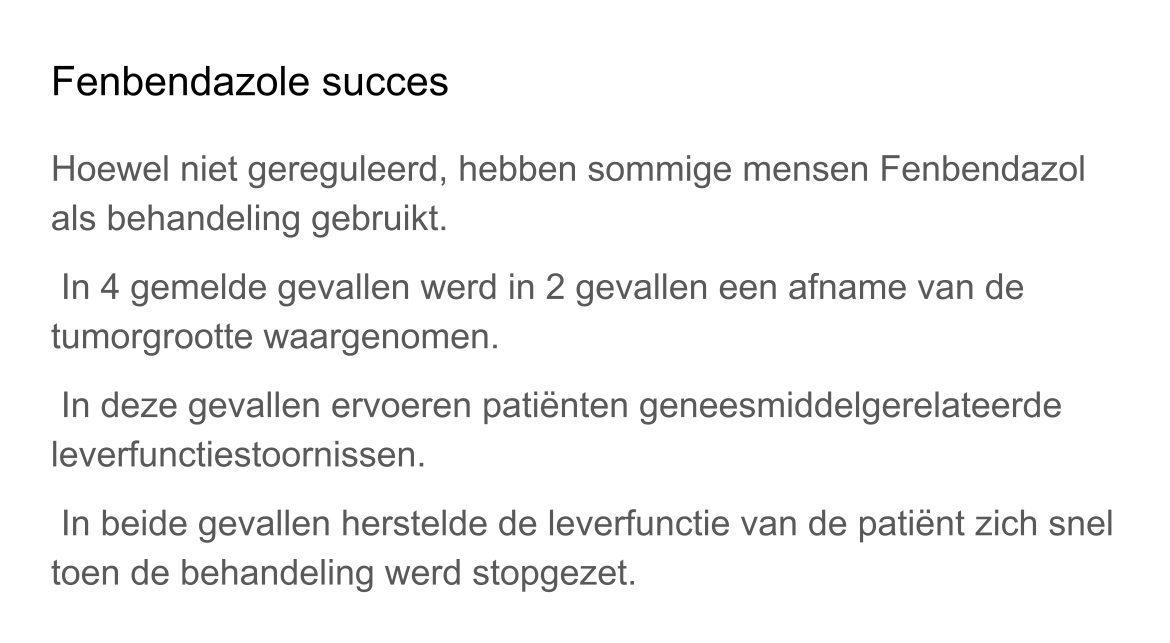 Fenbendazole succes
Hoewel niet gereguleerd, hebben sommige mensen Fenbendazol
als behandeling gebruikt.
In 4 gemelde gevallen werd in 2 gevallen een afname van de
tumorgrootte waargenomen.
In deze gevallen ervoeren patiënten geneesmiddelgerelateerde
leverfunctiestoornissen.
In beide gevallen herstelde de leverfunctie van de patiënt zich snel
toen de behandeling werd stopgezet.